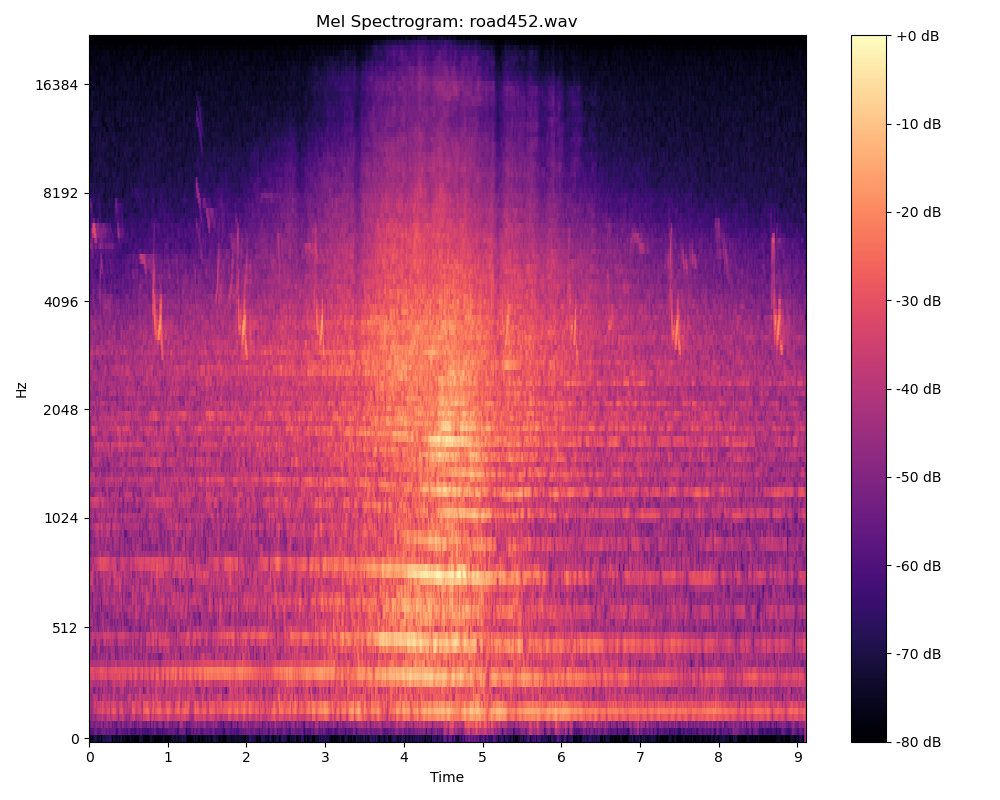 Mel Spectrogram: road452.wav
+0 dB
-10 dB
-20 dB
-30 dB
-40 dB
-50 dB
-60 dB
-70 dB
-80 dB
16384
8192
4096
2048
1024
512
0
Hz
0 1 2 3 4 5 6 7 8 9
Time